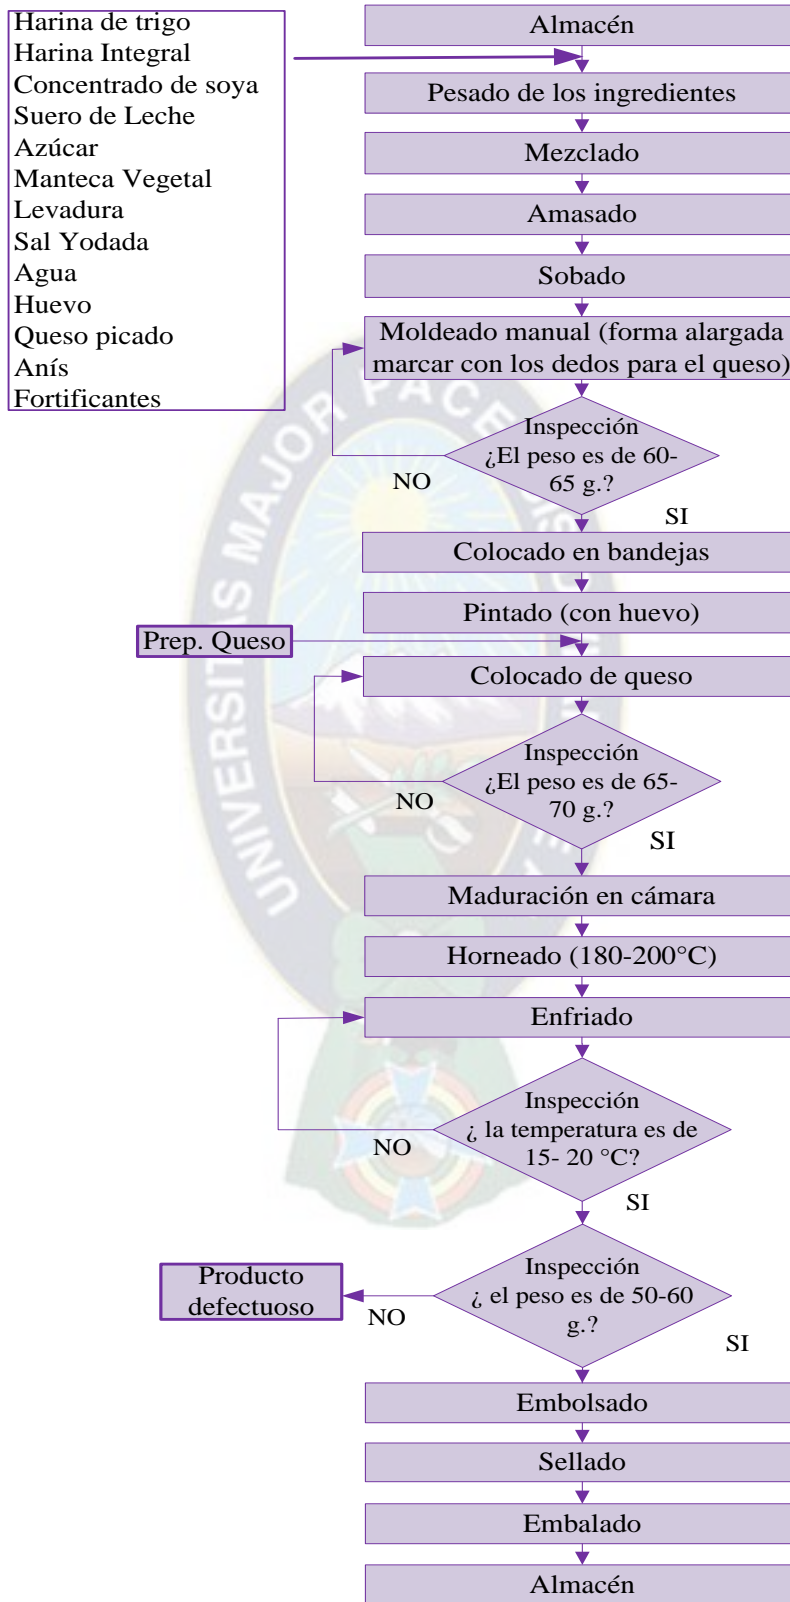 Harina de trigo
Harina Integral
Concentrado de soya
Suero de Leche
Azúcar
Manteca Vegetal
Levadura
Sal Yodada
Agua
Huevo
Queso picado
Anís
Fortificantes
Almacén
Pesado de los ingredientes
Mezclado
Amasado
Sobado
Moldeado manual (forma alargada
marcar con los dedos para el queso)
Inspección
¿El peso es de 60-
65 g.?
NO
SI
Colocado en bandejas
Pintado (con huevo)
Prep. Queso
Colocado de queso
Inspección
¿El peso es de 65-
70 g.?
NO
SI
Maduración en cámara
Horneado (180-200°C)
Enfriado
Inspección
¿ la temperatura es de
15- 20 °C?
NO
SI
Inspección
¿ el peso es de 50-60
g.?
Producto
defectuoso
NO
SI
Embolsado
Sellado
Embalado
Almacén
UNIVERSITAS MAJOR PACE